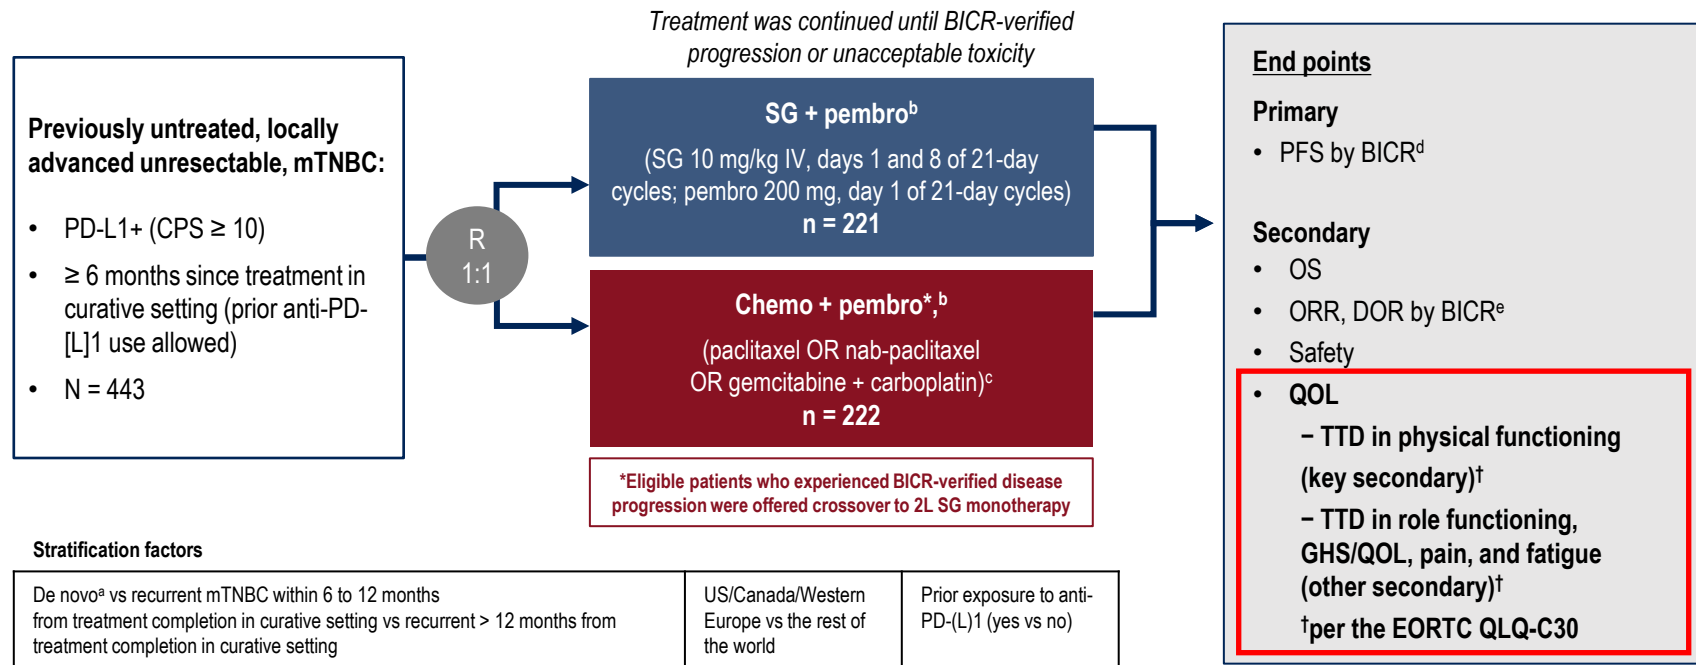 Treatment was continued until BICR-verified
progression or unacceptable toxicity
Previously untreated, locally
advanced unresectable, mTNBC:
• PD-L1+ (CPS ≥ 10)
• ≥ 6 months since treatment in
curative setting (prior anti-PD-
[L]1 use allowed)
• N = 443
R
1:1
SG + pembroᵇ
(SG 10 mg/kg IV, days 1 and 8 of 21-day
cycles; pembro 200 mg, day 1 of 21-day cycles)
n = 221
Chemo + pembro*,ᵇ
(paclitaxel OR nab-paclitaxel
OR gemcitabine + carboplatin)ᶜ
n = 222
*Eligible patients who experienced BICR-verified disease
progression were offered crossover to 2L SG monotherapy
End points
Primary
• PFS by BICRᵈ
Secondary
• OS
• ORR, DOR by BICRᵉ
• Safety
• QOL
− TTD in physical functioning
(key secondary)†
− TTD in role functioning,
GHS/QOL, pain, and fatigue
(other secondary)†
†per the EORTC QLQ-C30
Stratification factors
De novoᵃ vs recurrent mTNBC within 6 to 12 months
from treatment completion in curative setting vs recurrent > 12 months from
treatment completion in curative setting
US/Canada/Western
Europe vs the rest of
the world
Prior exposure to anti-
PD-(L)1 (yes vs no)